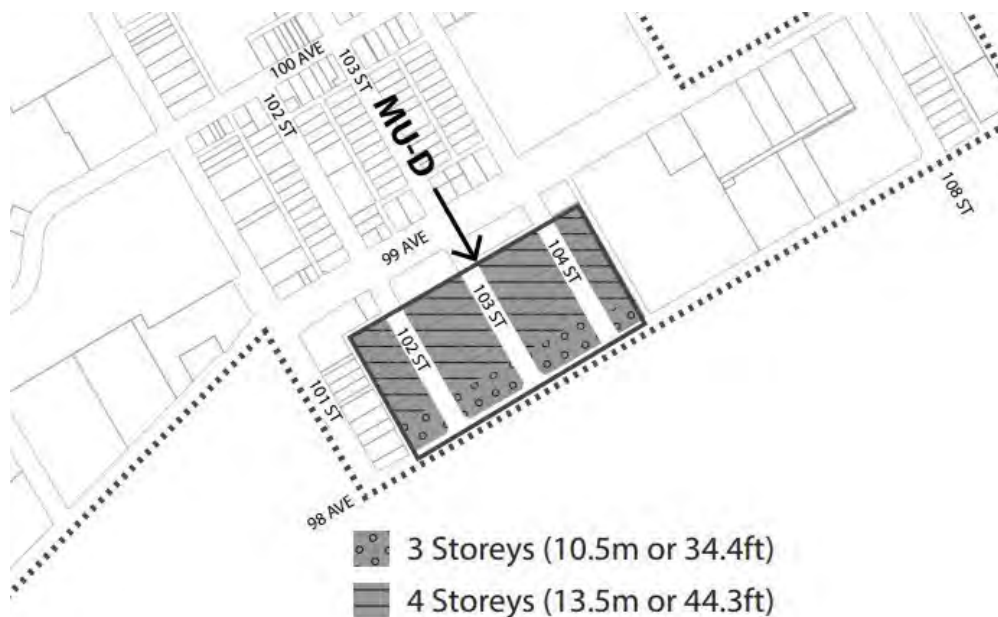 100 AVE
103 ST
102 ST
MU-D
108 ST
99 AVE
104 ST
103 ST
102 ST
101 ST
98 AVE
3 Storeys (10.5m or 34.4ft)
4 Storeys (13.5m or 44.3ft)